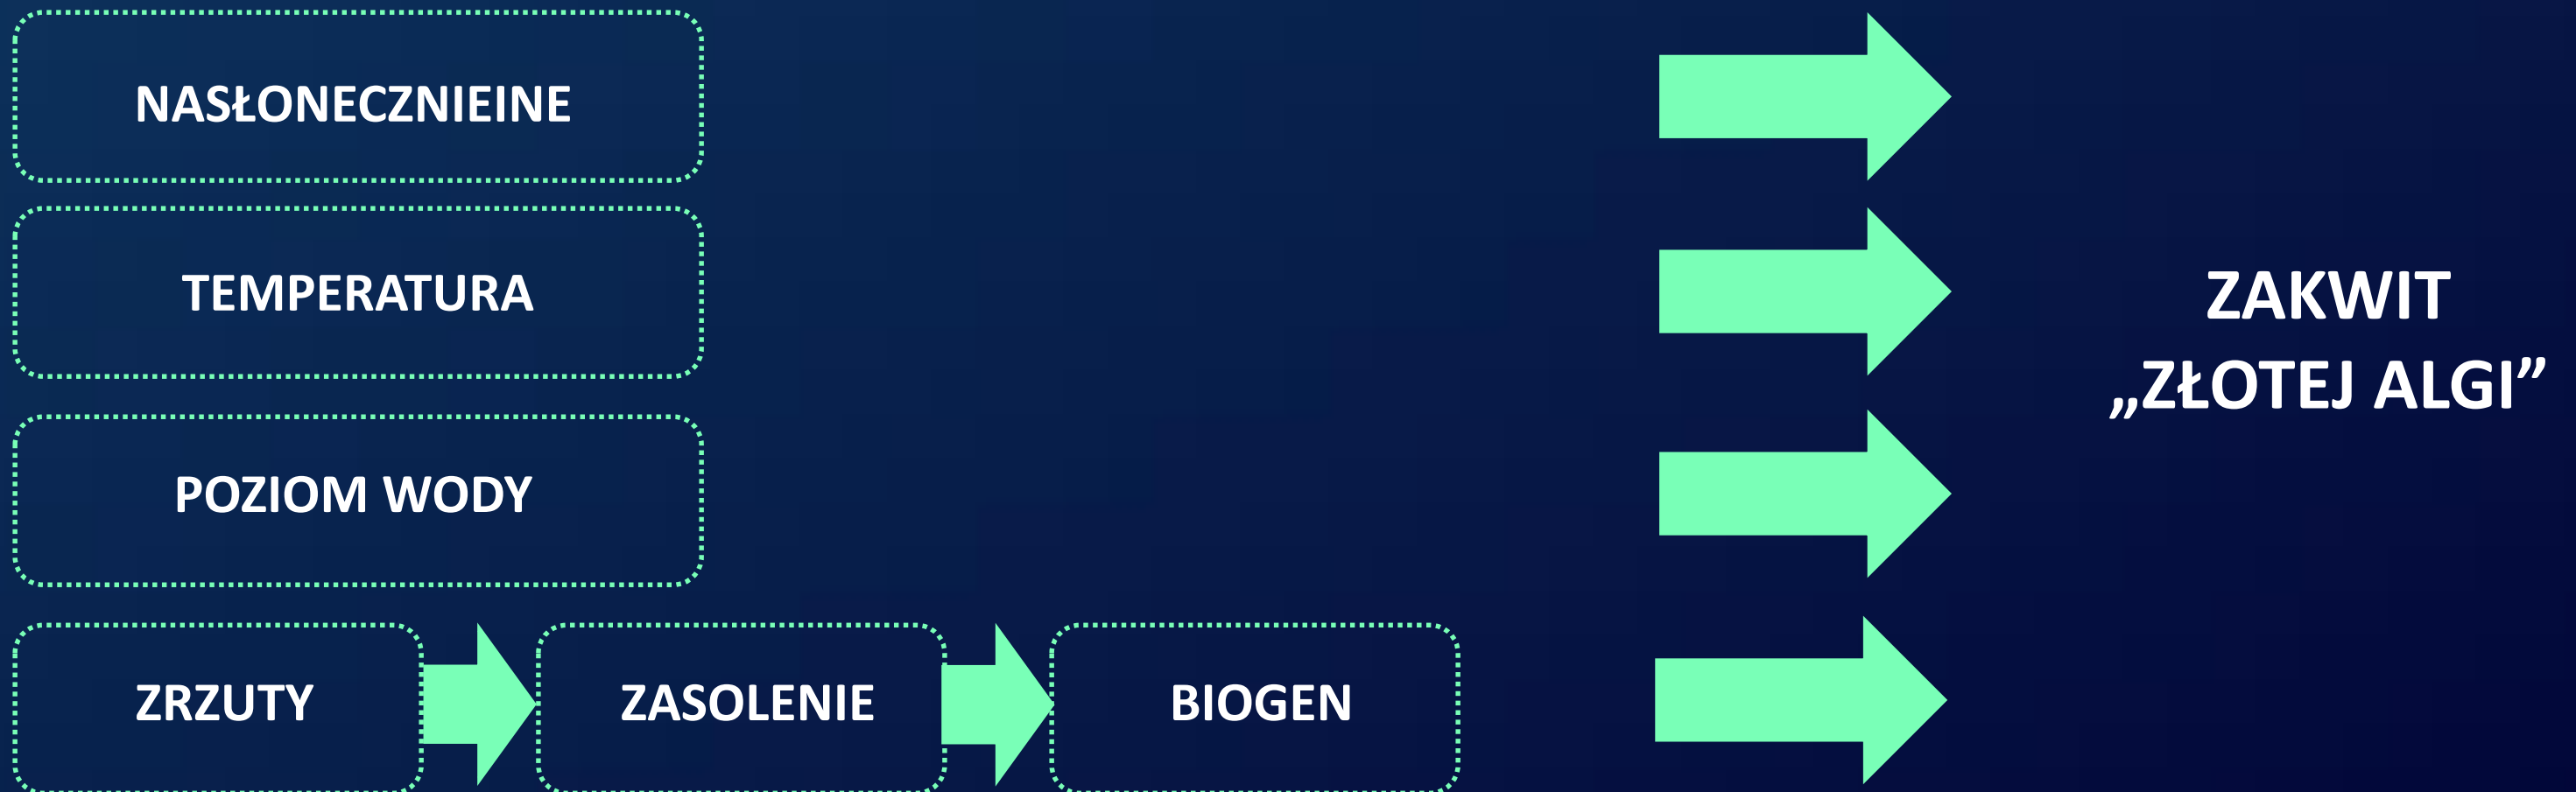 NASŁONECZNIEINE
TEMPERATURA
POZIOM WODY
ZRZUTY
ZASOLENIE
BIOGEN
ZAKWIT
„ZŁOTEJ ALGI”